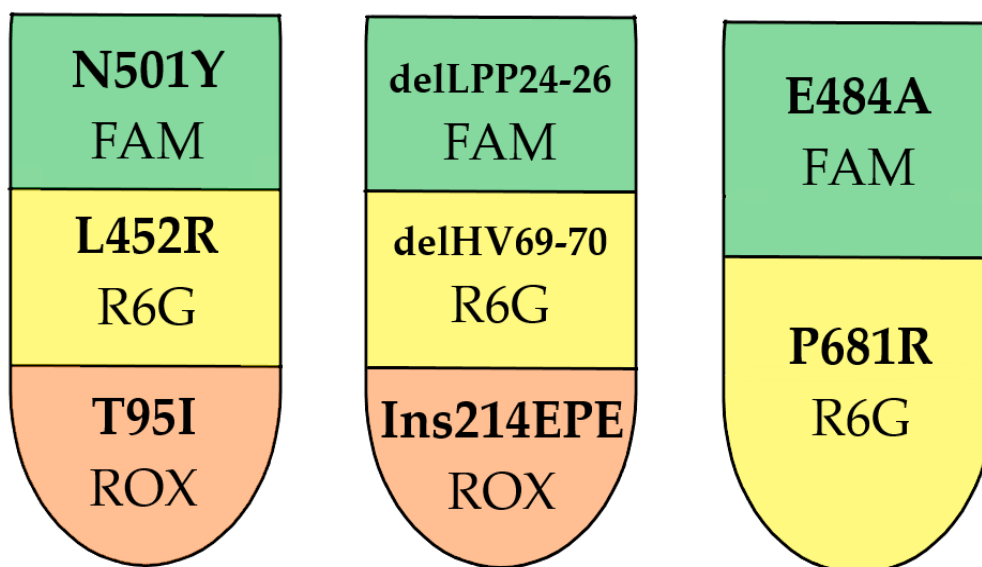 N501Y
FAM
L452R
R6G
T95I
ROX
delLPP24-26
FAM
delHV69-70
R6G
Ins214EPE
ROX
E484A
FAM
P681R
R6G